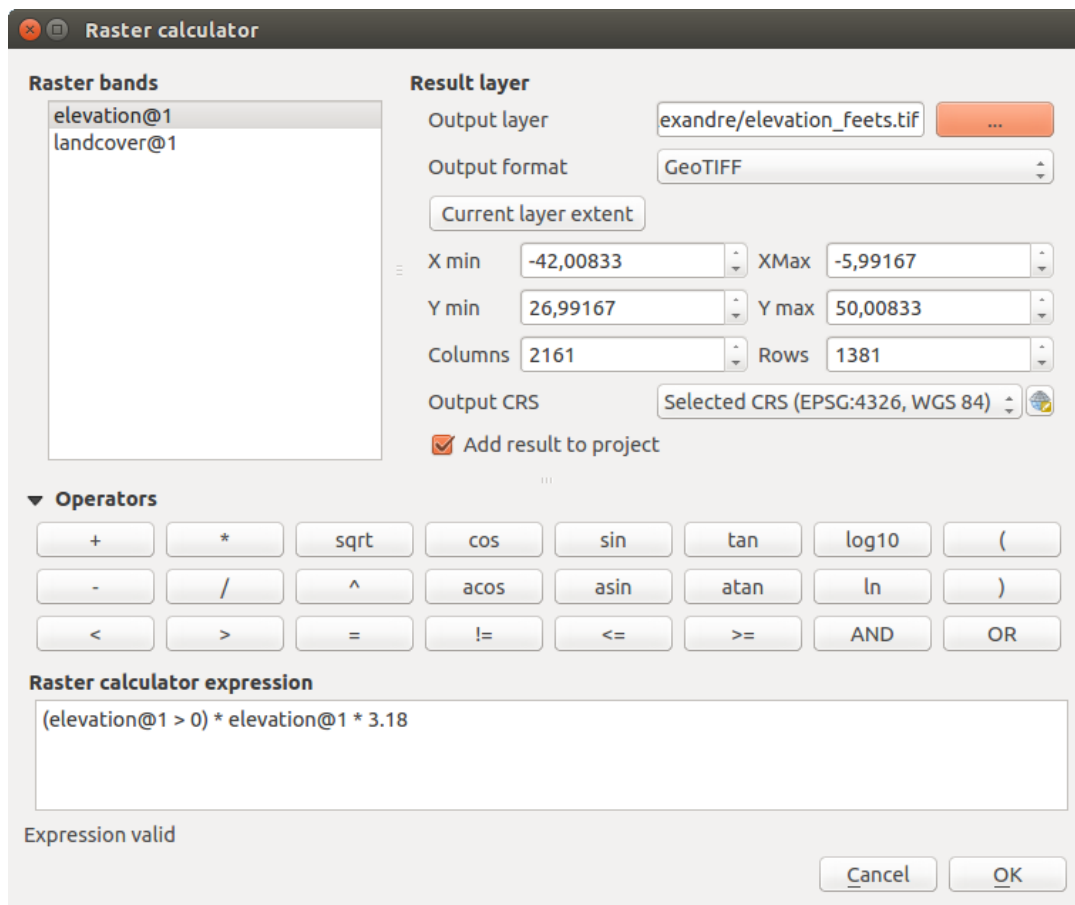 Raster calculator
Raster bands
elevation@1
landcover@1
Result layer
Output layer exandre/elevation_feets.tif ...
Output format GeoTIFF
Current layer extent
X min -42,00833 XMax -5,99167
Y min 26,99167 Y max 50,00833
Columns 2161 Rows 1381
Output CRS Selected CRS (EPSG:4326, WGS 84)
Add result to project
Operators
+ * sqrt cos sin tan log10 (
- / ^ acos asin atan ln )
< > = != <= >= AND OR
Raster calculator expression
(elevation@1 > 0) * elevation@1 * 3.18
Expression valid
Cancel OK